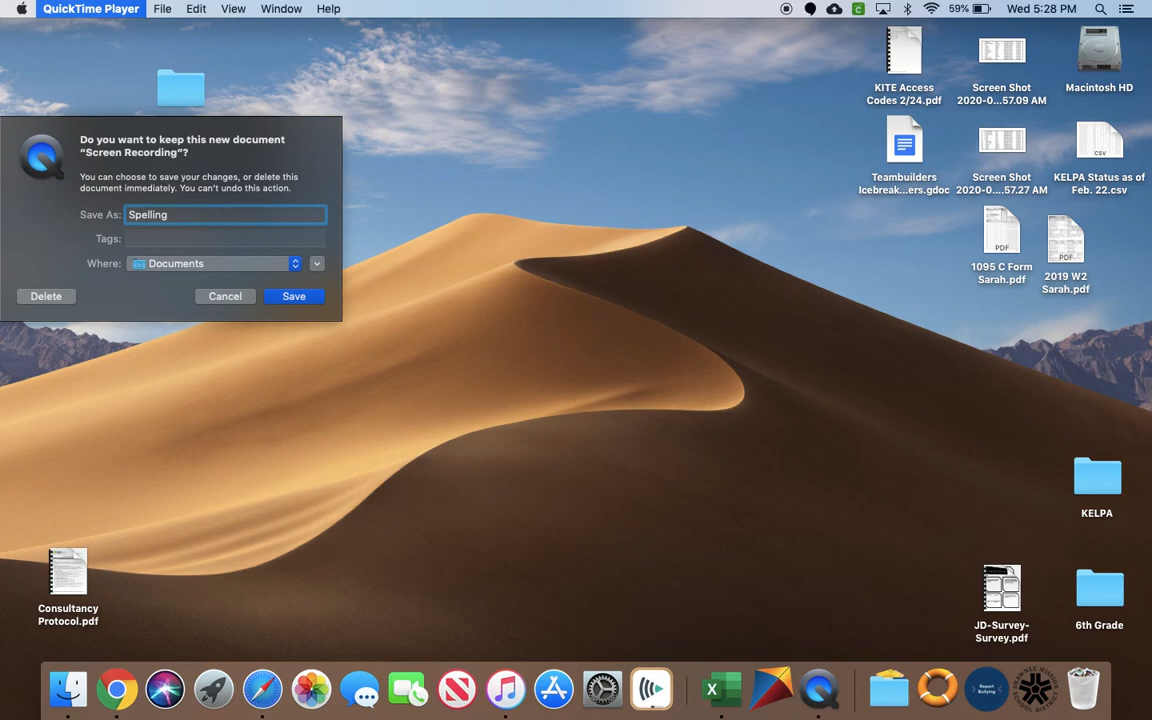 QuickTime Player File Edit View Window Help
59% Wed 5:28 PM
Do you want to keep this new document
“Screen Recording”?
You can choose to save your changes, or delete this
document immediately. You can't undo this action.
Save As: Spelling
Tags:
Where: Documents
Delete Cancel Save
KITE Access
Codes 2/24.pdf
Screen Shot
2020-0...57.09 AM
Macintosh HD
Teambuilders
Icebreak...ers.gdoc
Screen Shot
2020-0....57.27 AM
CSV
KELPA Status as of
Feb. 22.csv
PDF
1095 C Form
Sarah.pdf
PDF
2019 W2
Sarah.pdf
KELPA
Consultancy
Protocol.pdf
JD-Survey-
Survey.pdf
6th Grade
Report
Bullying